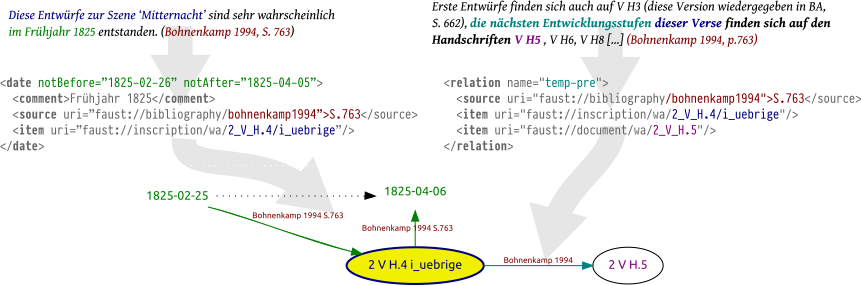 Diese Entwürfe zur Szene ‘Mitternacht’ sind sehr wahrscheinlich
im Frühjahr 1825 entstanden. (Bohnenkamp 1994, S. 763)
<date notBefore=”1825-02-26” notAfter=”1825-04-05”>
<comment>Frühjahr 1825</comment>
<source uri=”faust://bibliography/bohnenkamp1994”>S.763</source>
<item uri=”faust://inscription/wa/2_V_H.4/i_uebrige”/>
</date>
Erste Entwürfe finden sich auch auf V H3 (diese Version wiedergegeben in BA,
S. 662), die nächsten Entwicklungsstufen dieser Verse finden sich auf den
Handschriften V H5 , V H6, V H8 [...] (Bohnenkamp 1994, p.763)
<relation name="temp-pre">
<source uri="faust://bibliography/bohnenkamp1994">S.763</source>
<item uri="faust://inscription/wa/2_V_H.4/i_uebrige"/>
<item uri="faust://document/wa/2_V_H.5"/>
</relation>
1825-02-25
1825-04-06
Bohnenkamp 1994 S.763
Bohnenkamp 1994 S.763
2 V H.4 i_uebrige
Bohnenkamp 1994
2 V H.5